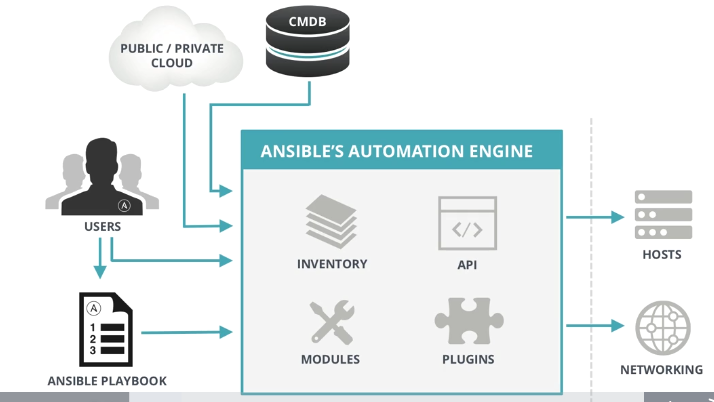 PUBLIC / PRIVATE
CLOUD
CMDB
ANSIBLE'S AUTOMATION ENGINE
A
USERS
INVENTORY
</>
API
HOSTS
A
1
2
3
ANSIBLE PLAYBOOK
MODULES
PLUGINS
NETWORKING